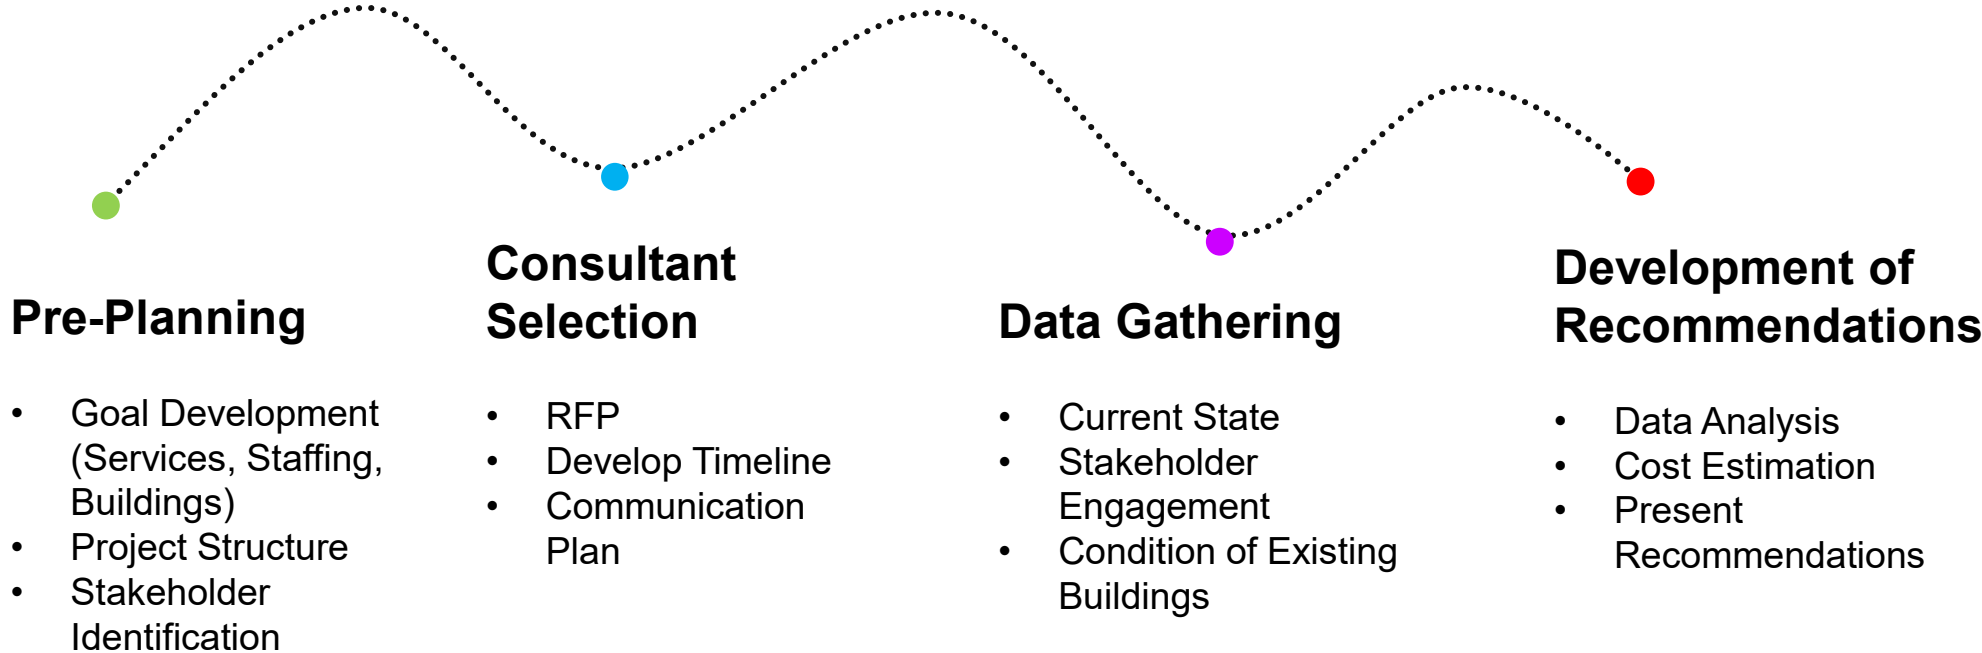 Pre-Planning
• Goal Development
(Services, Staffing,
Buildings)
• Project Structure
• Stakeholder
Identification
Consultant
Selection
• RFP
• Develop Timeline
• Communication
Plan
Data Gathering
• Current State
• Stakeholder
Engagement
• Condition of Existing
Buildings
Development of
Recommendations
• Data Analysis
• Cost Estimation
• Present
Recommendations